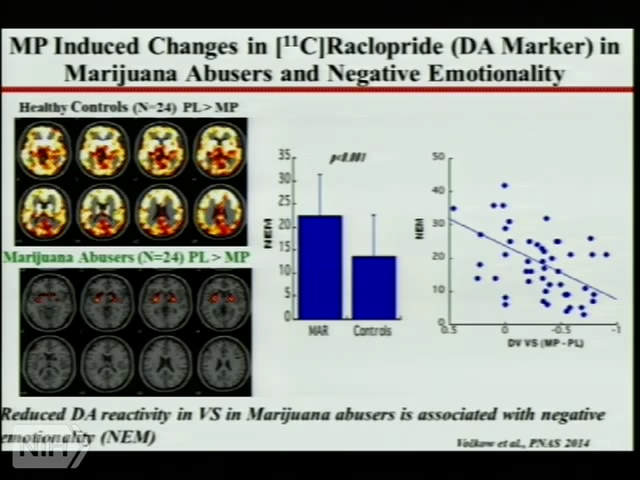 MP Induced Changes in [11C]Raclopride (DA Marker) in
Marijuana Abusers and Negative Emotionality
Healthy Controls (N=24) PL > MP
Marijuana Abusers (N=24) PL > MP
p<0.001
NEM
35
30
25
20
15
10
5
0
MAR Controls
NEM
50
40
30
20
10
0
0.5 0 -0.5 -1
DV VS (MP - PL)
Reduced DA reactivity in VS in Marijuana abusers is associated with negative
emotionality (NEM)
Volkow et al., PNAS 2014
NIH